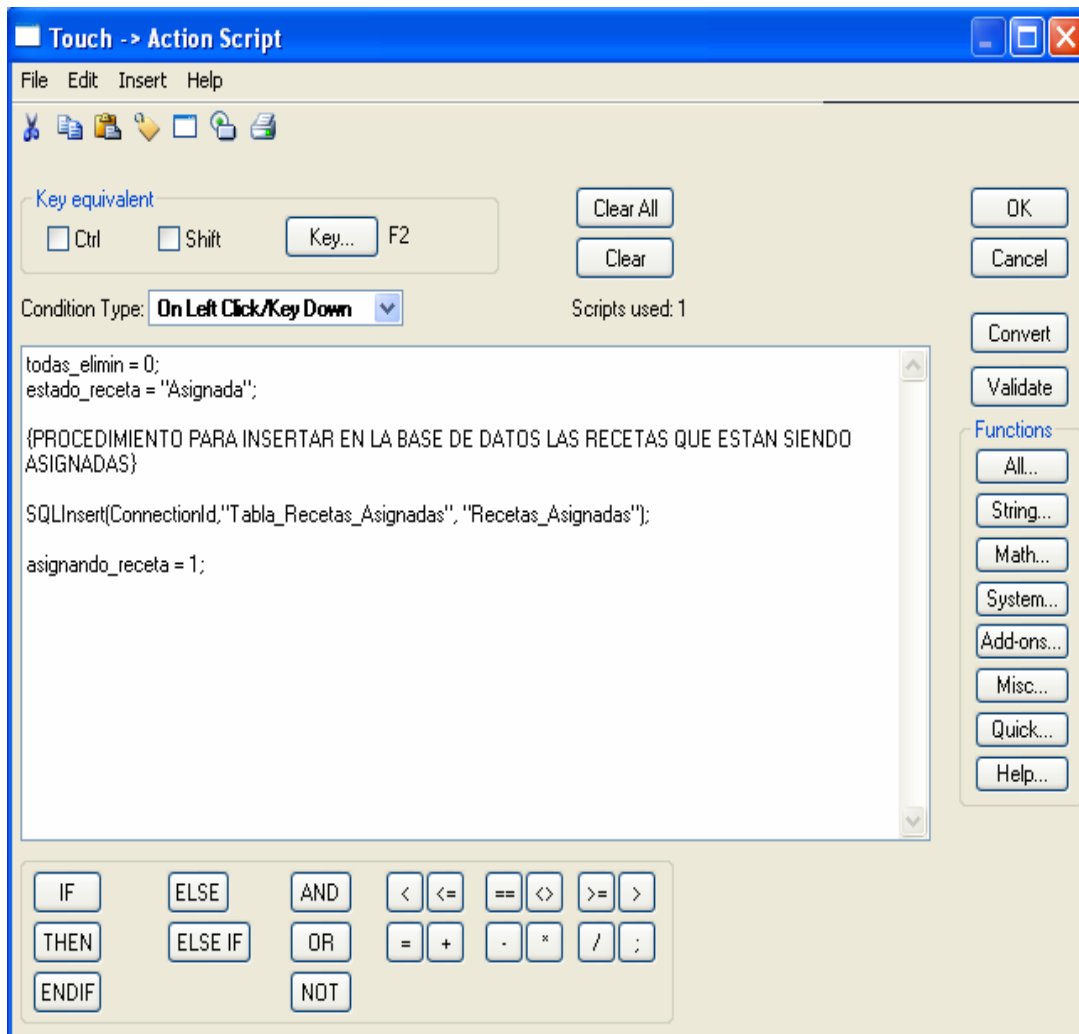 Touch -> Action Script
File Edit Insert Help
Key equivalent
Ctrl Shift Key... F2
Clear All
Clear
OK
Cancel
Condition Type: On Left Click/Key Down
Scripts used: 1
Convert
Validate
todas_elimin = 0;
estado_receta = "Asignada";
{PROCEDIMIENTO PARA INSERTAR EN LA BASE DE DATOS LAS RECETAS QUE ESTAN SIENDO
ASIGNADAS}
SQLInsert(ConnectionId,"Tabla_Recetas_Asignadas", "Recetas_Asignadas");
asignando_receta = 1;
Functions
All...
String...
Math...
System...
Add-ons...
Misc...
Quick...
Help...
IF ELSE AND < <= == <> >= >
THEN ELSE IF OR = + - * / ;
ENDIF NOT